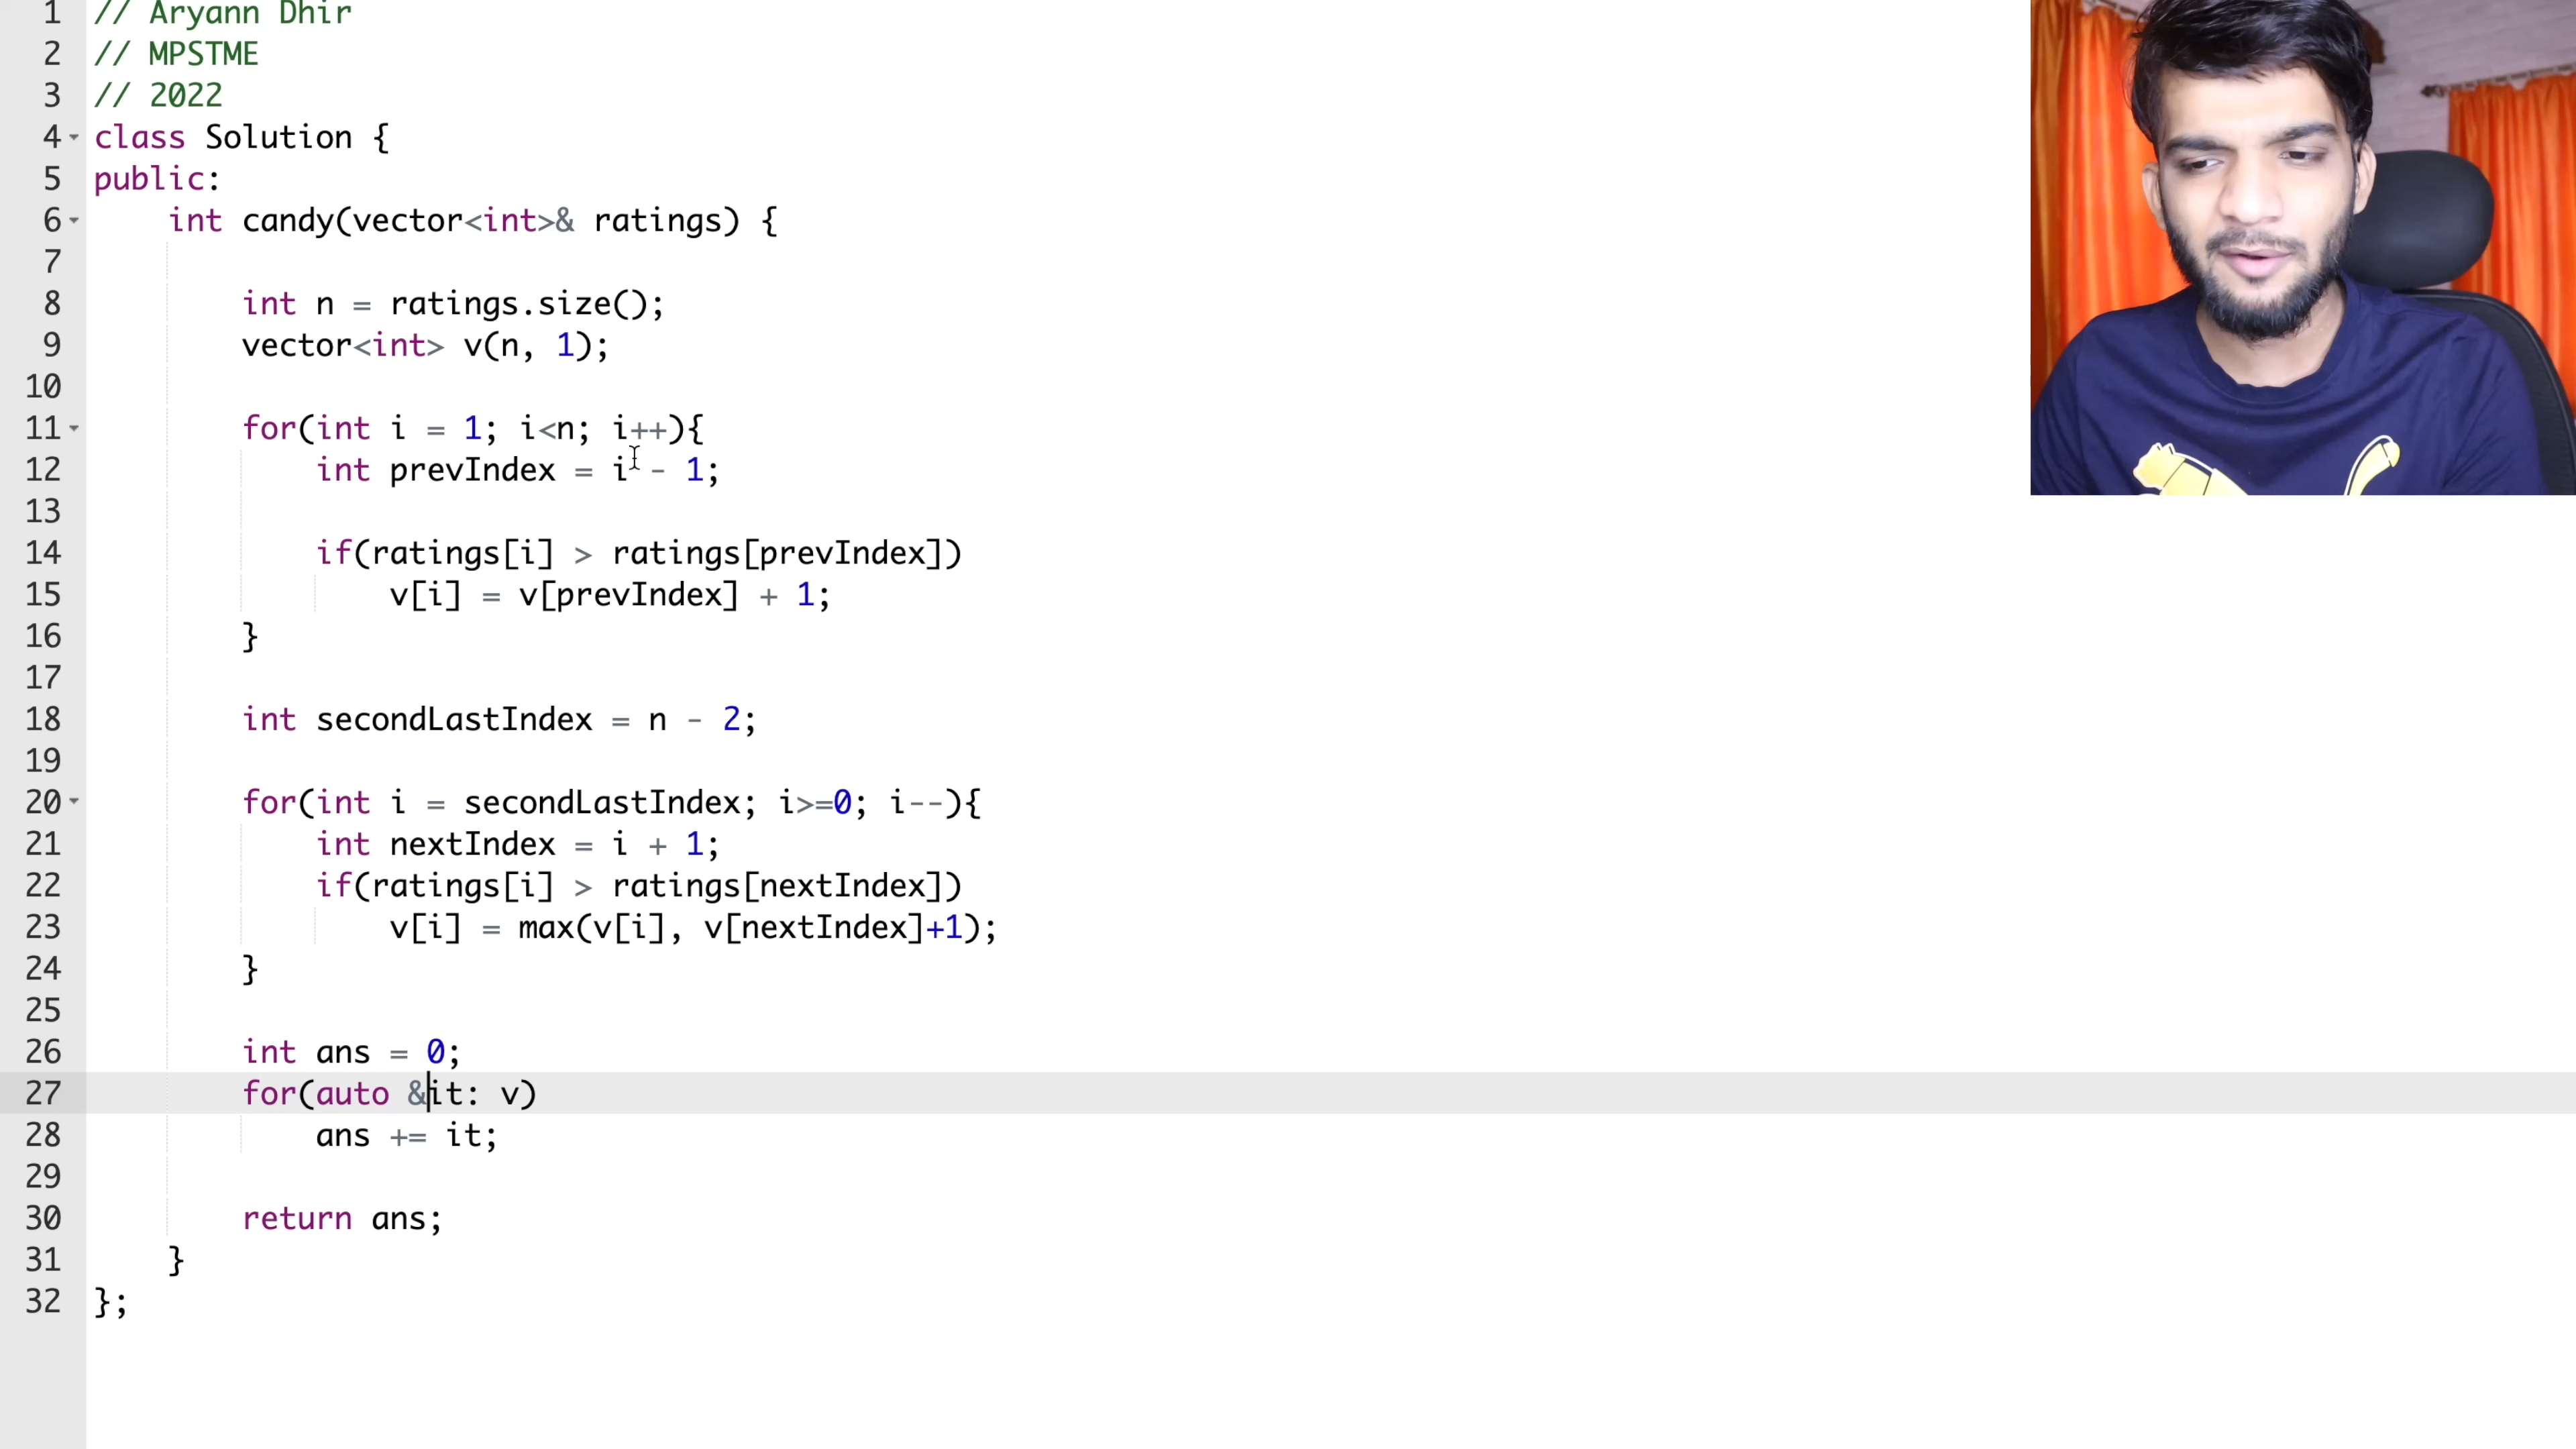 1 // Aryann Dhir
2 // MPSTME
3 // 2022
4 class Solution {
5 public:
6 int candy(vector<int>& ratings) {
7
8 int n = ratings.size();
9 vector<int> v(n, 1);
10
11 for(int i = 1; i<n; i++){
12 int prevIndex = i - 1;
13
14 if(ratings[i] > ratings[prevIndex])
15 v[i] = v[prevIndex] + 1;
16 }
17
18 int secondLastIndex = n - 2;
19
20 for(int i = secondLastIndex; i>=0; i--){
21 int nextIndex = i + 1;
22 if(ratings[i] > ratings[nextIndex])
23 v[i] = max(v[i], v[nextIndex]+1);
24 }
25
26 int ans = 0;
27 for(auto &it: v)
28 ans += it;
29
30 return ans;
31 }
32 };